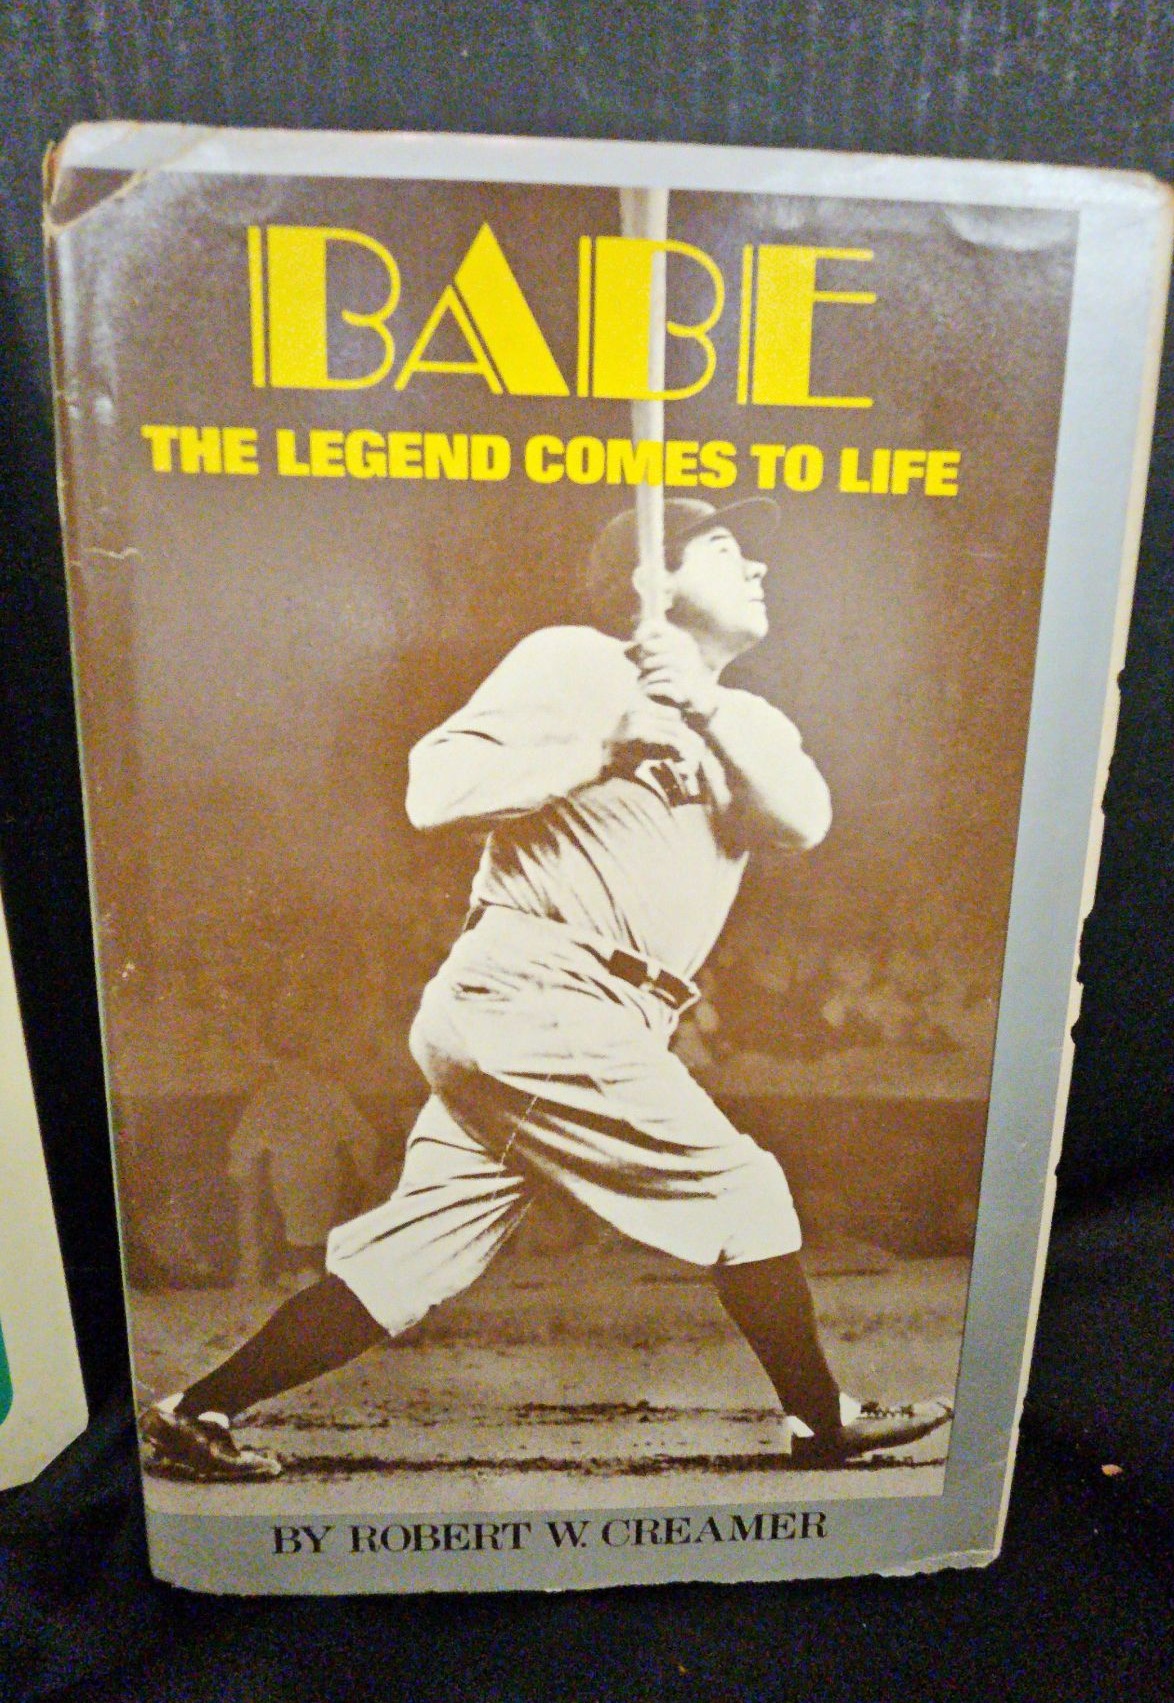 BABE
THE LEGEND COMES TO LIFE
BY ROBERT W. CREAMER